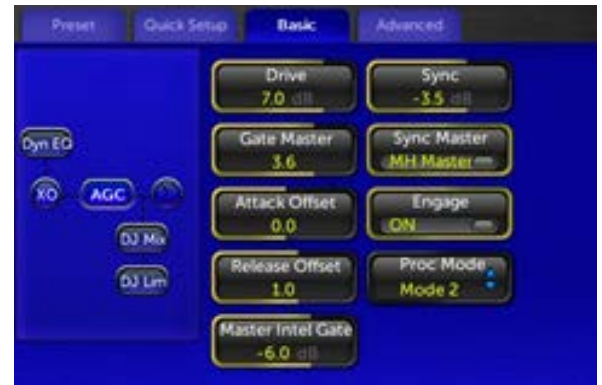 Preset Quick Setup Basic Advanced
Drive
7.0 dB
Sync
-3.5 dB
Gate Master
3.6
Sync Master
MH Master
Attack Offset
0.0
Engage
ON
Release Offset
1.0
Proc Mode
Mode 2
Master Intel Gate
-6.0 dB
Dyn EQ
XO AGC
DJ Mix
DJ Lim